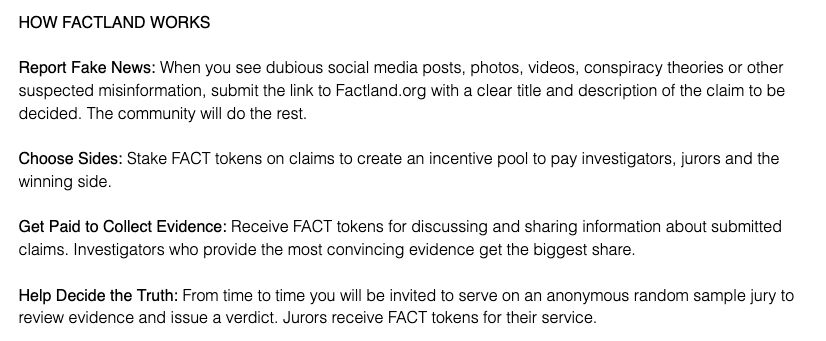 HOW FACTLAND WORKS
Report Fake News: When you see dubious social media posts, photos, videos, conspiracy theories or other
suspected misinformation, submit the link to Factland.org with a clear title and description of the claim to be
decided. The community will do the rest.
Choose Sides: Stake FACT tokens on claims to create an incentive pool to pay investigators, jurors and the
winning side.
Get Paid to Collect Evidence: Receive FACT tokens for discussing and sharing information about submitted
claims. Investigators who provide the most convincing evidence get the biggest share.
Help Decide the Truth: From time to time you will be invited to serve on an anonymous random sample jury to
review evidence and issue a verdict. Jurors receive FACT tokens for their service.